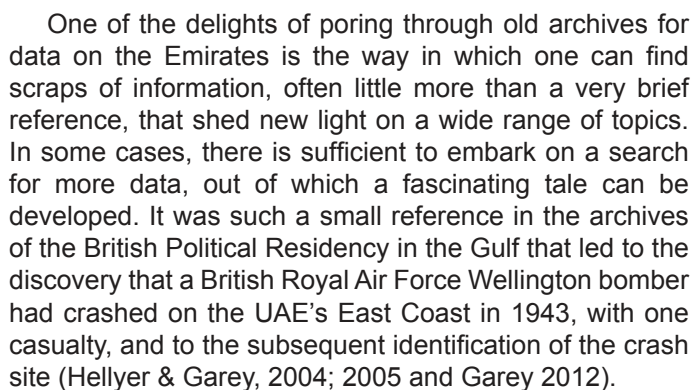 One of the delights of poring through old archives for
data on the Emirates is the way in which one can find
scraps of information, often little more than a very brief
reference, that shed new light on a wide range of topics.
In some cases, there is sufficient to embark on a search
for more data, out of which a fascinating tale can be
developed. It was such a small reference in the archives
of the British Political Residency in the Gulf that led to the
discovery that a British Royal Air Force Wellington bomber
had crashed on the UAE’s East Coast in 1943, with one
casualty, and to the subsequent identification of the crash
site (Hellyer & Garey, 2004; 2005 and Garey 2012).